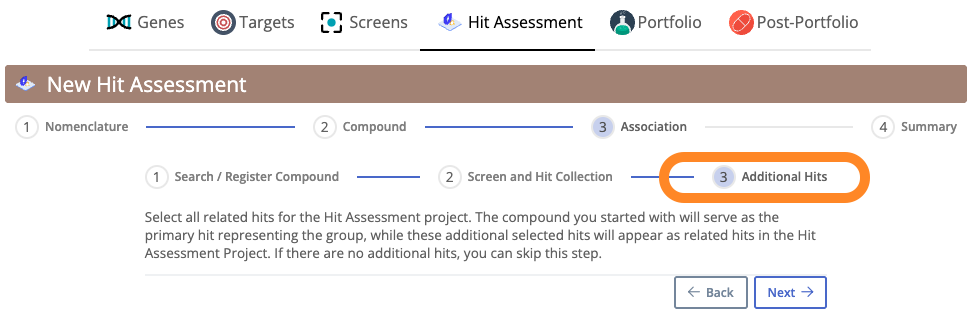 Genes Targets Screens Hit Assessment Portfolio Post-Portfolio
New Hit Assessment
1 Nomenclature 2 Compound 3 Association 4 Summary
1 Search / Register Compound 2 Screen and Hit Collection 3 Additional Hits
Select all related hits for the Hit Assessment project. The compound you started with will serve as the
primary hit representing the group, while these additional selected hits will appear as related hits in the Hit
Assessment Project. If there are no additional hits, you can skip this step.
← Back Next →